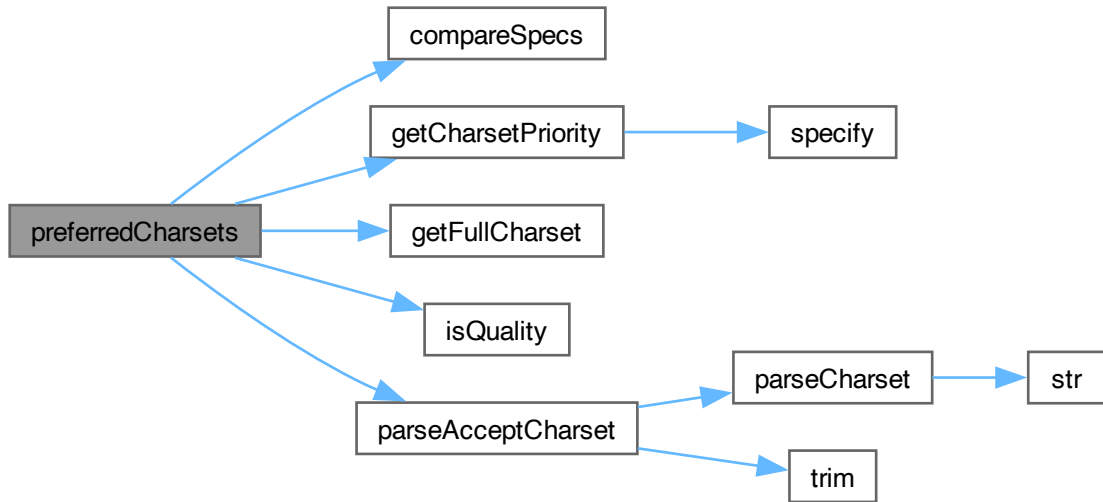 compareSpecs
getCharsetPriority
specify
preferredCharsets
getFullCharset
isQuality
parseCharset
str
parseAcceptCharset
trim